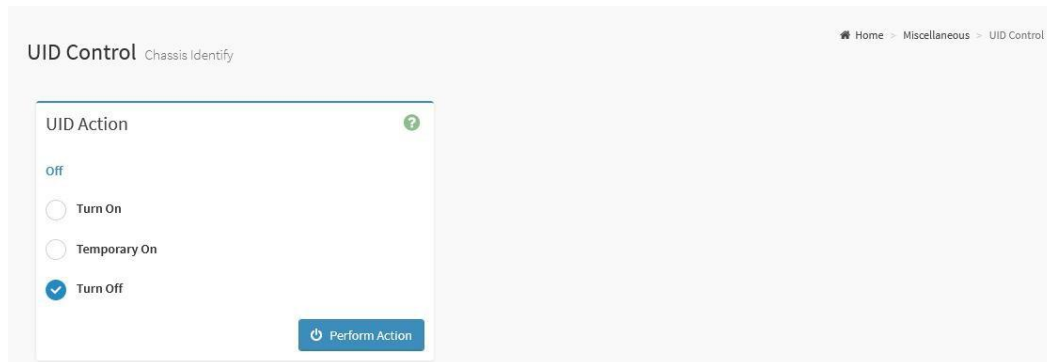 Home > Miscellaneous > UID Control
UID Control Chassis Identify
UID Action
Off
Turn On
Temporary On
Turn Off
Perform Action